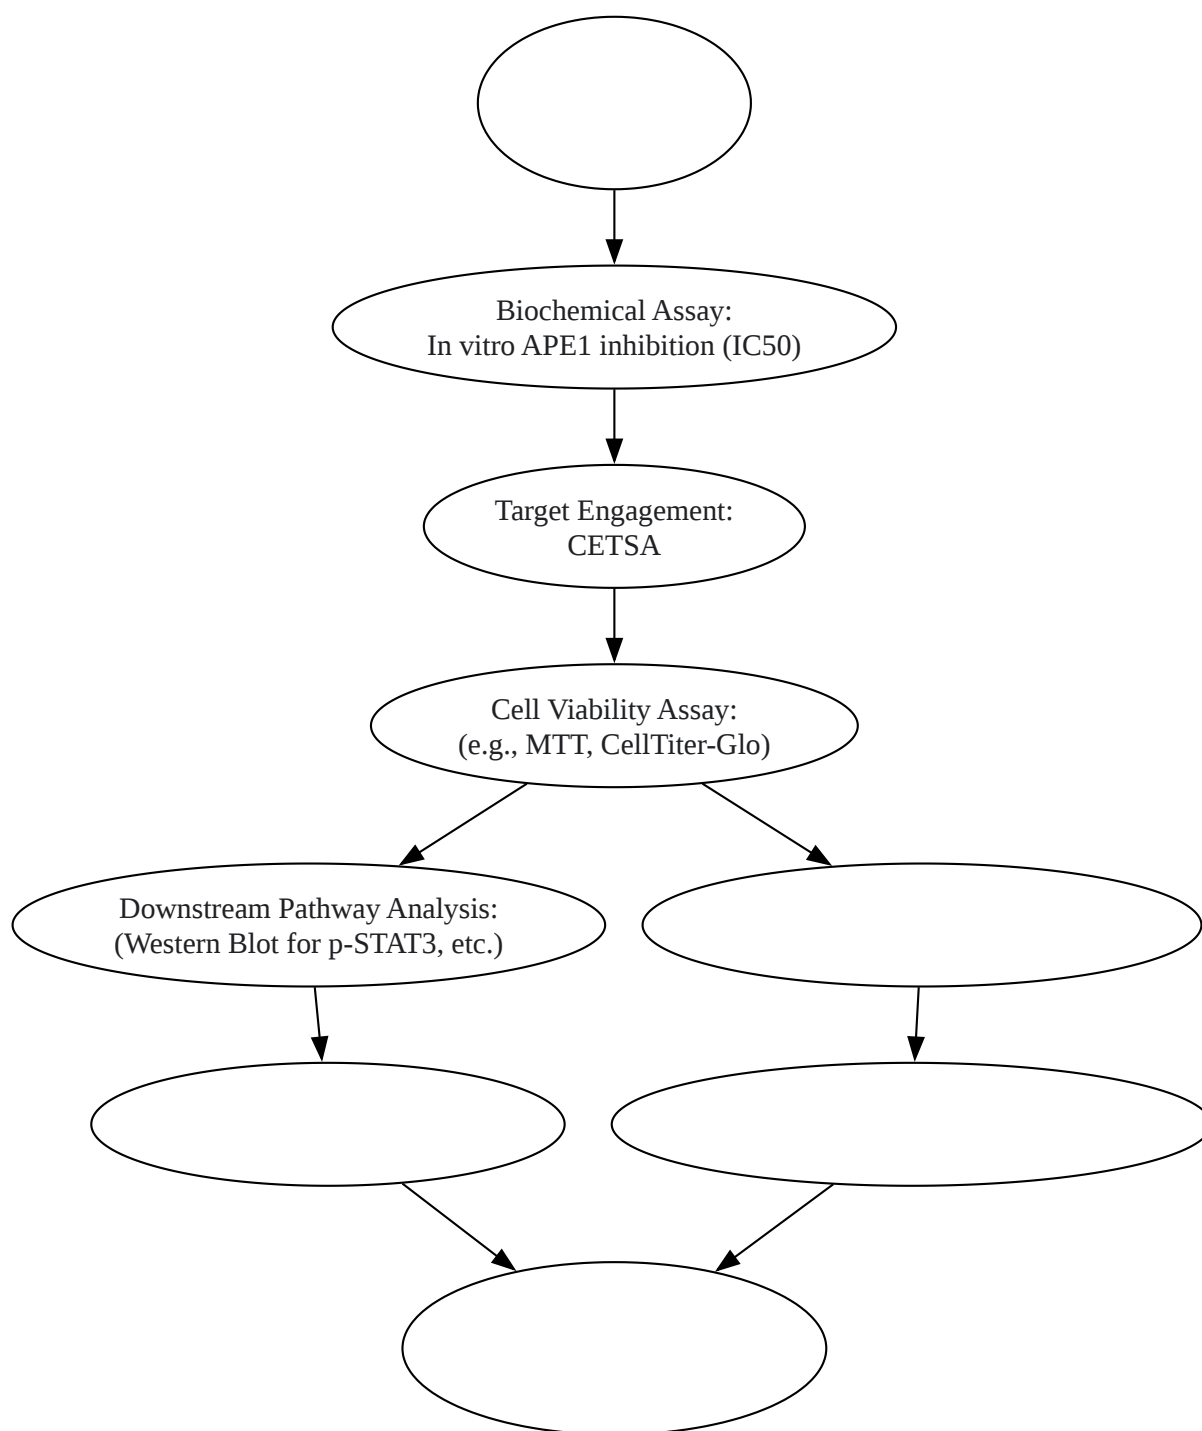 Biochemical Assay:
In vitro APE1 inhibition (IC50)
Target Engagement:
CETSA
Cell Viability Assay:
(e.g., MTT, CellTiter-Glo)
Downstream Pathway Analysis:
(Western Blot for p-STAT3, etc.)